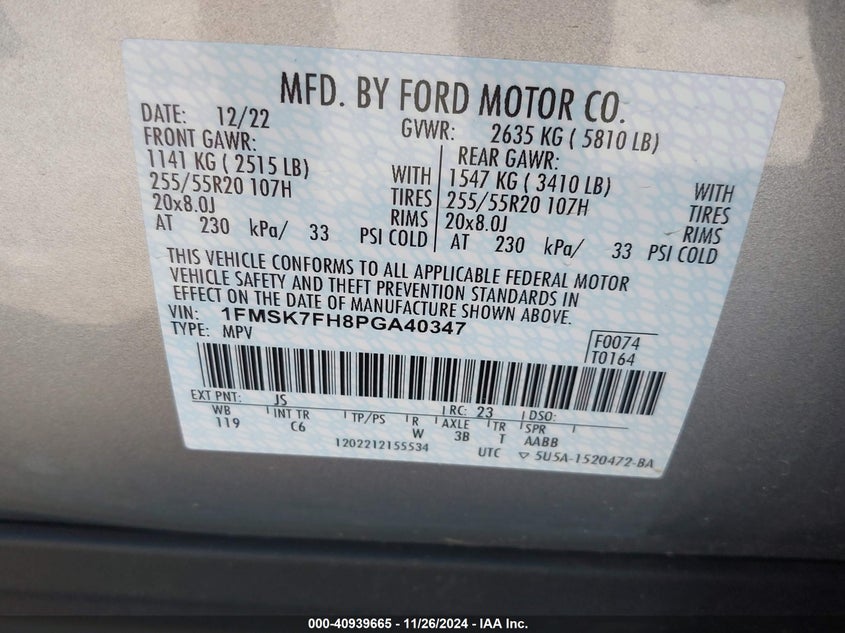 MFD. BY FORD MOTOR CO.
DATE: 12/22 GVWR: 2635 KG ( 5810 LB)
FRONT GAWR: REAR GAWR:
1141 KG ( 2515 LB) WITH 1547 KG ( 3410 LB) WITH
255/55R20 107H TIRES 255/55R20 107H TIRES
20x8.0J RIMS 20x8.0J RIMS
AT 230 kPa/ 33 PSI COLD AT 230 kPa/ 33 PSI COLD
THIS VEHICLE CONFORMS TO ALL APPLICABLE FEDERAL MOTOR
VEHICLE SAFETY AND THEFT PREVENTION STANDARDS IN
EFFECT ON THE DATE OF MANUFACTURE SHOWN ABOVE.
VIN: 1FMSK7FH8PGA40347
TYPE: MPV
F0074
T0164
EXT PNT: JS RC: 23 DSO:
WB INT TR TP/PS R AXLE TR SPR
119 C6 W 3B T AABB
1202212155534 UTC ▽ 5U5A-1520472-BA
000-40939665 - 11/26/2024 - IAA Inc.